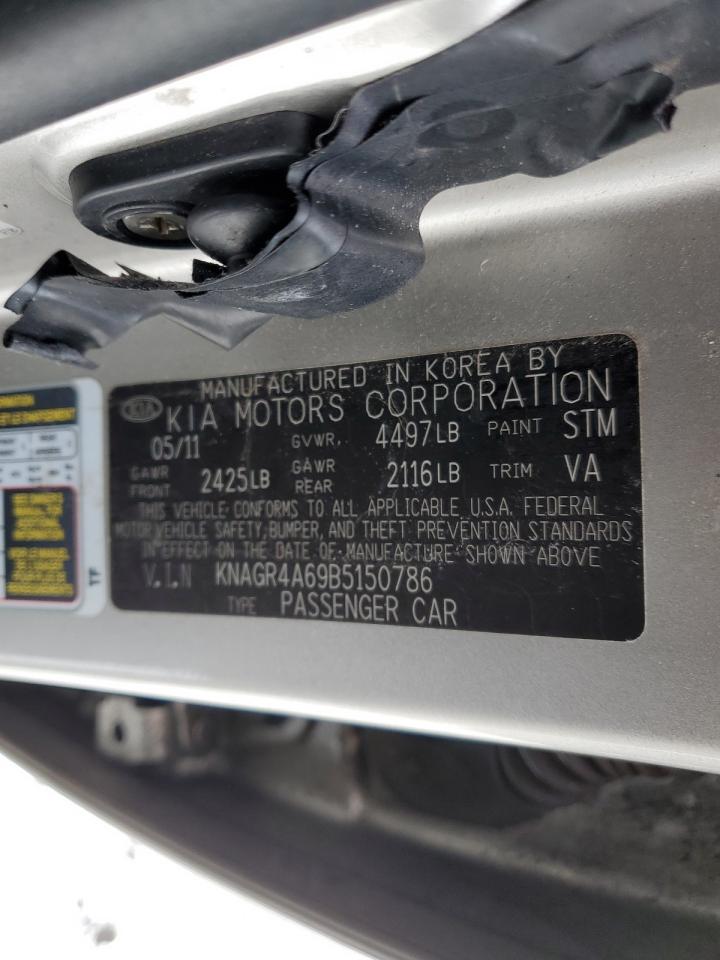 MANUFACTURED IN KOREA BY
KIA KIA MOTORS CORPORATION
05/11 GVWR, 4497LB PAINT STM
GAWR FRONT 2425LB GAWR REAR 2116LB TRIM VA
THIS VEHICLE CONFORMS TO ALL APPLICABLE U.S.A. FEDERAL
MOTOR VEHICLE SAFETY, BUMPER, AND THEFT PREVENTION STANDARDS
IN EFFECT ON THE DATE OF MANUFACTURE SHOWN ABOVE
V.I.N KNAGR4A69B5150786
TYPE PASSENGER CAR
TF